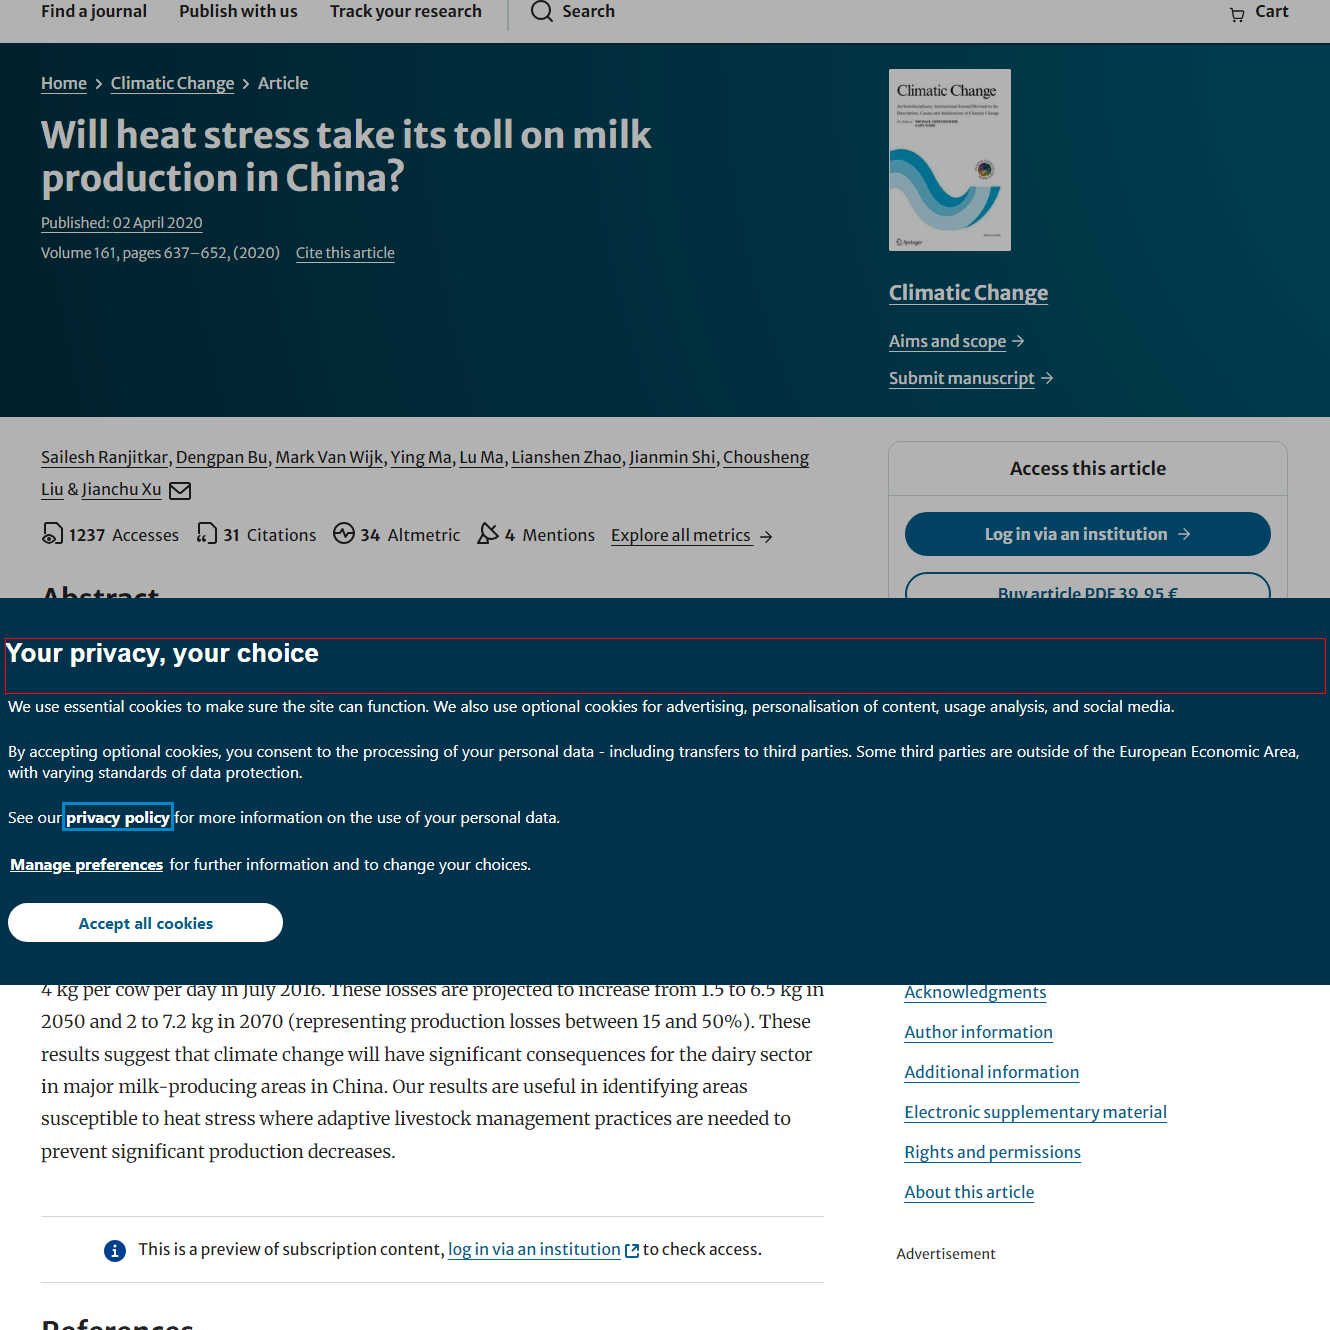 Find a journal
Publish with us
Track your research
Search
Cart
Home > Climatic Change > Article
Will heat stress take its toll on milk
production in China?
Published: 02 April 2020
Volume 161, pages 637–652, (2020) Cite this article
Climatic Change
Climatic Change
Aims and scope →
Submit manuscript →
Sailesh Ranjitkar, Dengpan Bu, Mark Van Wijk, Ying Ma, Lu Ma, Lianshen Zhao, Jianmin Shi, Chousheng
Liu & Jianchu Xu
1237 Accesses 31 Citations 34 Altmetric 4 Mentions Explore all metrics →
Abstract
Access this article
Log in via an institution →
Buy article PDF 39,95 €
Your privacy, your choice
We use essential cookies to make sure the site can function. We also use optional cookies for advertising, personalisation of content, usage analysis, and social media.
By accepting optional cookies, you consent to the processing of your personal data - including transfers to third parties. Some third parties are outside of the European Economic Area,
with varying standards of data protection.
See our privacy policy for more information on the use of your personal data.
Manage preferences for further information and to change your choices.
Accept all cookies
4 kg per cow per day in July 2016. These losses are projected to increase from 1.5 to 6.5 kg in
2050 and 2 to 7.2 kg in 2070 (representing production losses between 15 and 50%). These
results suggest that climate change will have significant consequences for the dairy sector
in major milk-producing areas in China. Our results are useful in identifying areas
susceptible to heat stress where adaptive livestock management practices are needed to
prevent significant production decreases.
This is a preview of subscription content, log in via an institution to check access.
References
Acknowledgments
Author information
Additional information
Electronic supplementary material
Rights and permissions
About this article
Advertisement